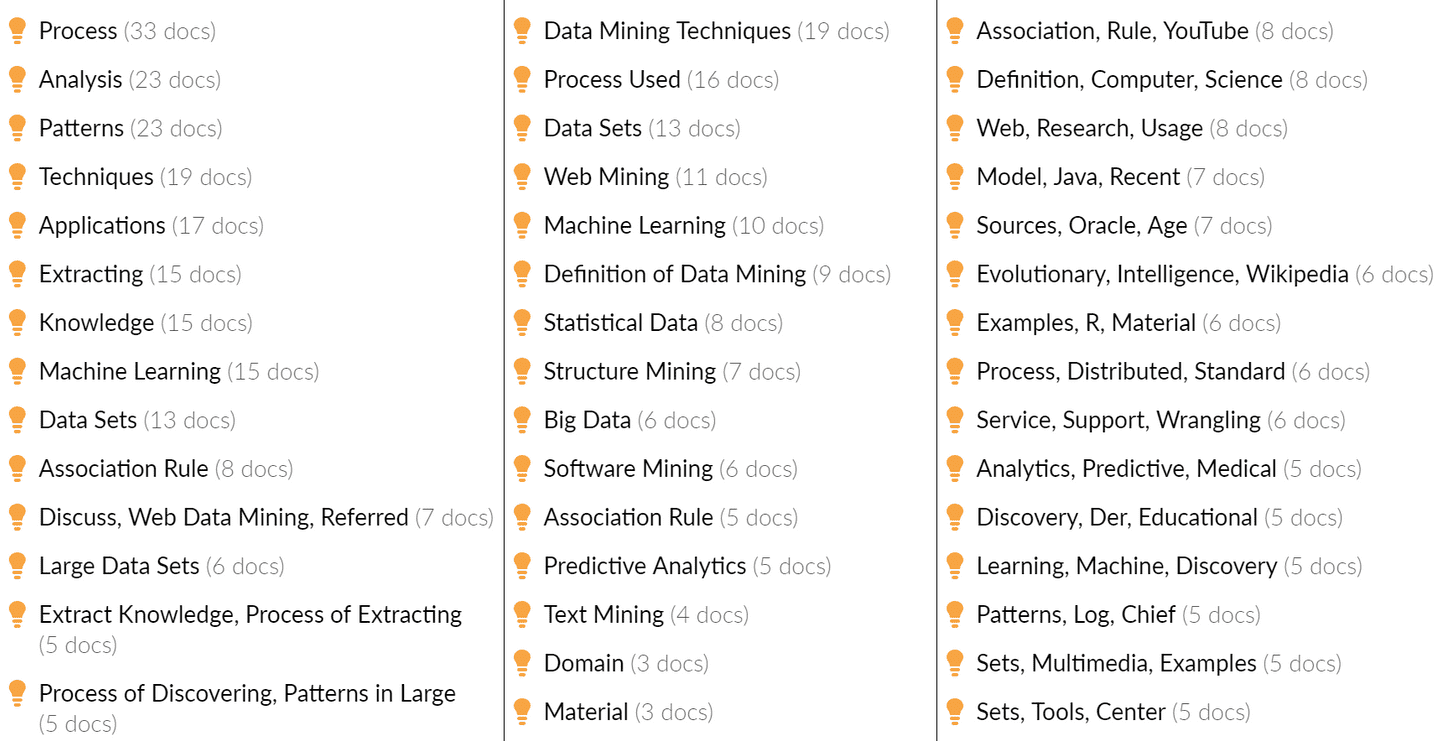 Process (33 docs)
Analysis (23 docs)
Patterns (23 docs)
Techniques (19 docs)
Applications (17 docs)
Extracting (15 docs)
Knowledge (15 docs)
Machine Learning (15 docs)
Data Sets (13 docs)
Association Rule (8 docs)
Discuss, Web Data Mining, Referred (7 docs)
Large Data Sets (6 docs)
Extract Knowledge, Process of Extracting
(5 docs)
Process of Discovering, Patterns in Large
(5 docs)
Data Mining Techniques (19 docs)
Process Used (16 docs)
Data Sets (13 docs)
Web Mining (11 docs)
Machine Learning (10 docs)
Definition of Data Mining (9 docs)
Statistical Data (8 docs)
Structure Mining (7 docs)
Big Data (6 docs)
Software Mining (6 docs)
Association Rule (5 docs)
Predictive Analytics (5 docs)
Text Mining (4 docs)
Domain (3 docs)
Material (3 docs)
Association, Rule, YouTube (8 docs)
Definition, Computer, Science (8 docs)
Web, Research, Usage (8 docs)
Model, Java, Recent (7 docs)
Sources, Oracle, Age (7 docs)
Evolutionary, Intelligence, Wikipedia (6 docs)
Examples, R, Material (6 docs)
Process, Distributed, Standard (6 docs)
Service, Support, Wrangling (6 docs)
Analytics, Predictive, Medical (5 docs)
Discovery, Der, Educational (5 docs)
Learning, Machine, Discovery (5 docs)
Patterns, Log, Chief (5 docs)
Sets, Multimedia, Examples (5 docs)
Sets, Tools, Center (5 docs)